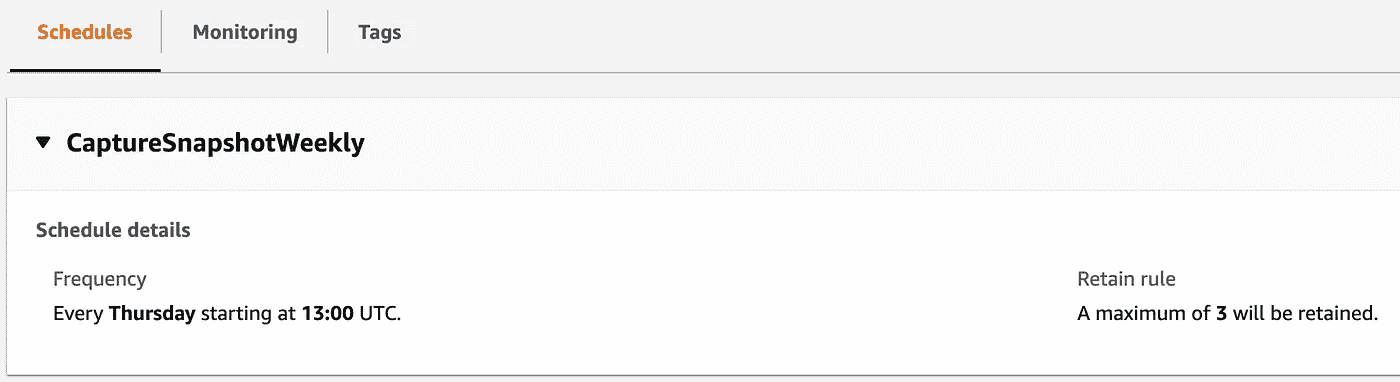 Schedules Monitoring Tags
CaptureSnapshotWeekly
Schedule details
Frequency
Every Thursday starting at 13:00 UTC.
Retain rule
A maximum of 3 will be retained.